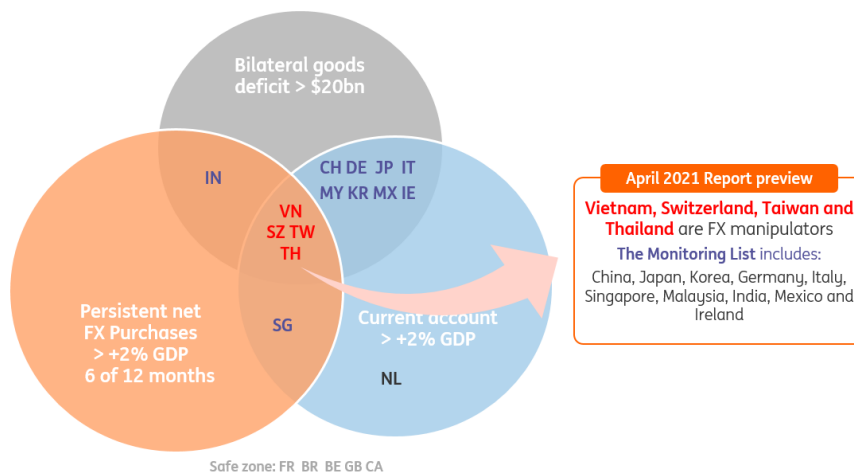 Bilateral goods
deficit > $20bn
IN
CH DE JP IT
MY KR MX IE
VN
SZ TW
TH
Persistent net
FX Purchases
> +2% GDP
6 of 12 months
SG
Current account
> +2% GDP
NL
Safe zone: FR BR BE GB CA
April 2021 Report preview
Vietnam, Switzerland, Taiwan and
Thailand are FX manipulators
The Monitoring List includes:
China, Japan, Korea, Germany, Italy,
Singapore, Malaysia, India, Mexico and
Ireland